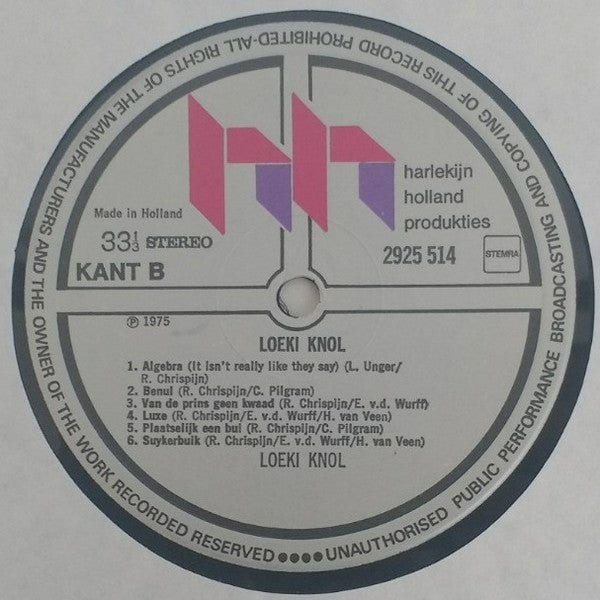 ALL RIGHTS OF THE MANUFACTURERS AND THE OWNER OF THE WORK RECORDED RESERVED ●●●● UNAUTHORISED PUBLIC PERFORMANCE BROADCASTING AND COPYING OF THIS RECORD PROHIBITED-
hh
harlekijn
holland
produkties
Made in Holland
33⅓ STEREO
KANT B
2925 514
STEMRA
℗ 1975
LOEKI KNOL
1. Algebra (It isn't really like they say) (L. Unger/
R. Chrispijn)
2. Benul (R. Chrispijn/C. Pilgram)
3. Van de prins geen kwaad (R. Chrispijn/E. v.d. Wurff)
4. Luxe (R. Chrispijn/E. v.d. Wurff/H. van Veen)
5. Plaatselijk een bui (R. Chrispijn/C. Pilgram)
6. Suykerbuik (R. Chrispijn/E. v.d. Wurff/H. van Veen)
LOEKI KNOL